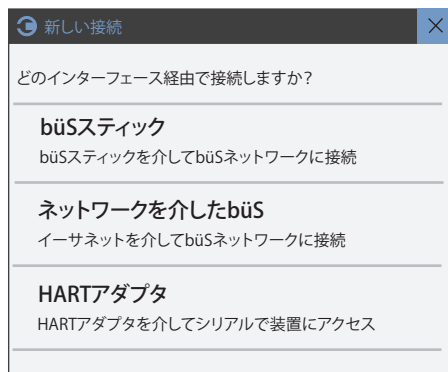 新しい接続
どのインターフェース経由で接続しますか？
büSスティック
büSスティックを介してbüSネットワークに接続
ネットワークを介したbüS
イーサネットを介してbüSネットワークに接続
HARTアダプタ
HARTアダプタを介してシリアルで装置にアクセス